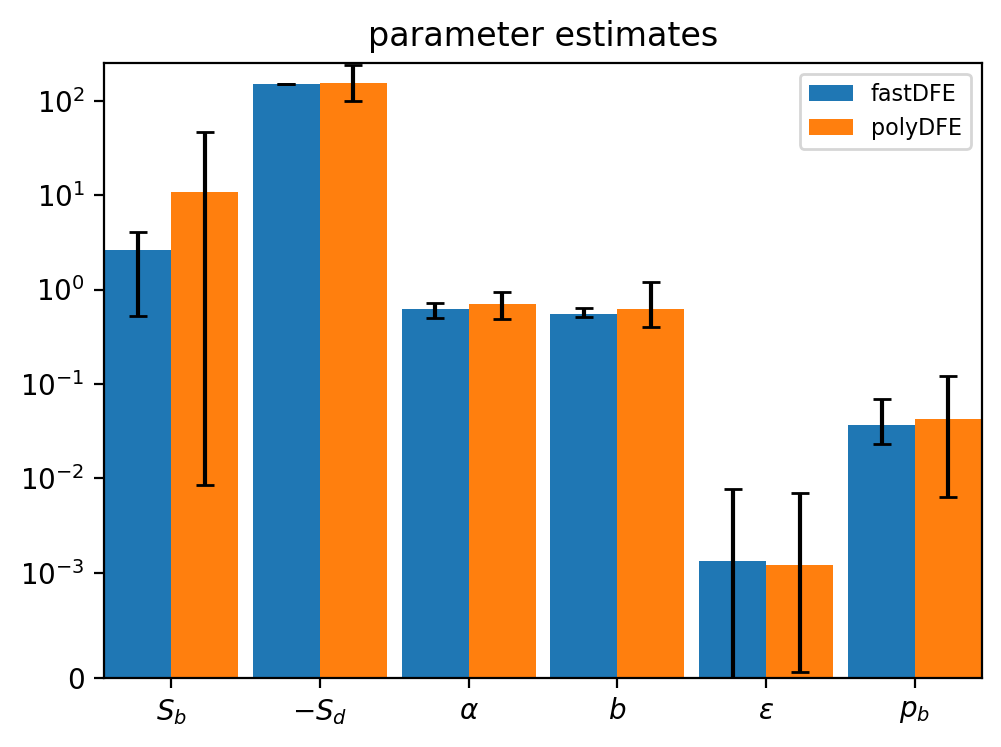 parameter estimates
fastDFE
polyDFE
10²
10¹
10⁰
10⁻¹
10⁻²
10⁻³
0
S_b
−S_d
α
b
ε
p_b